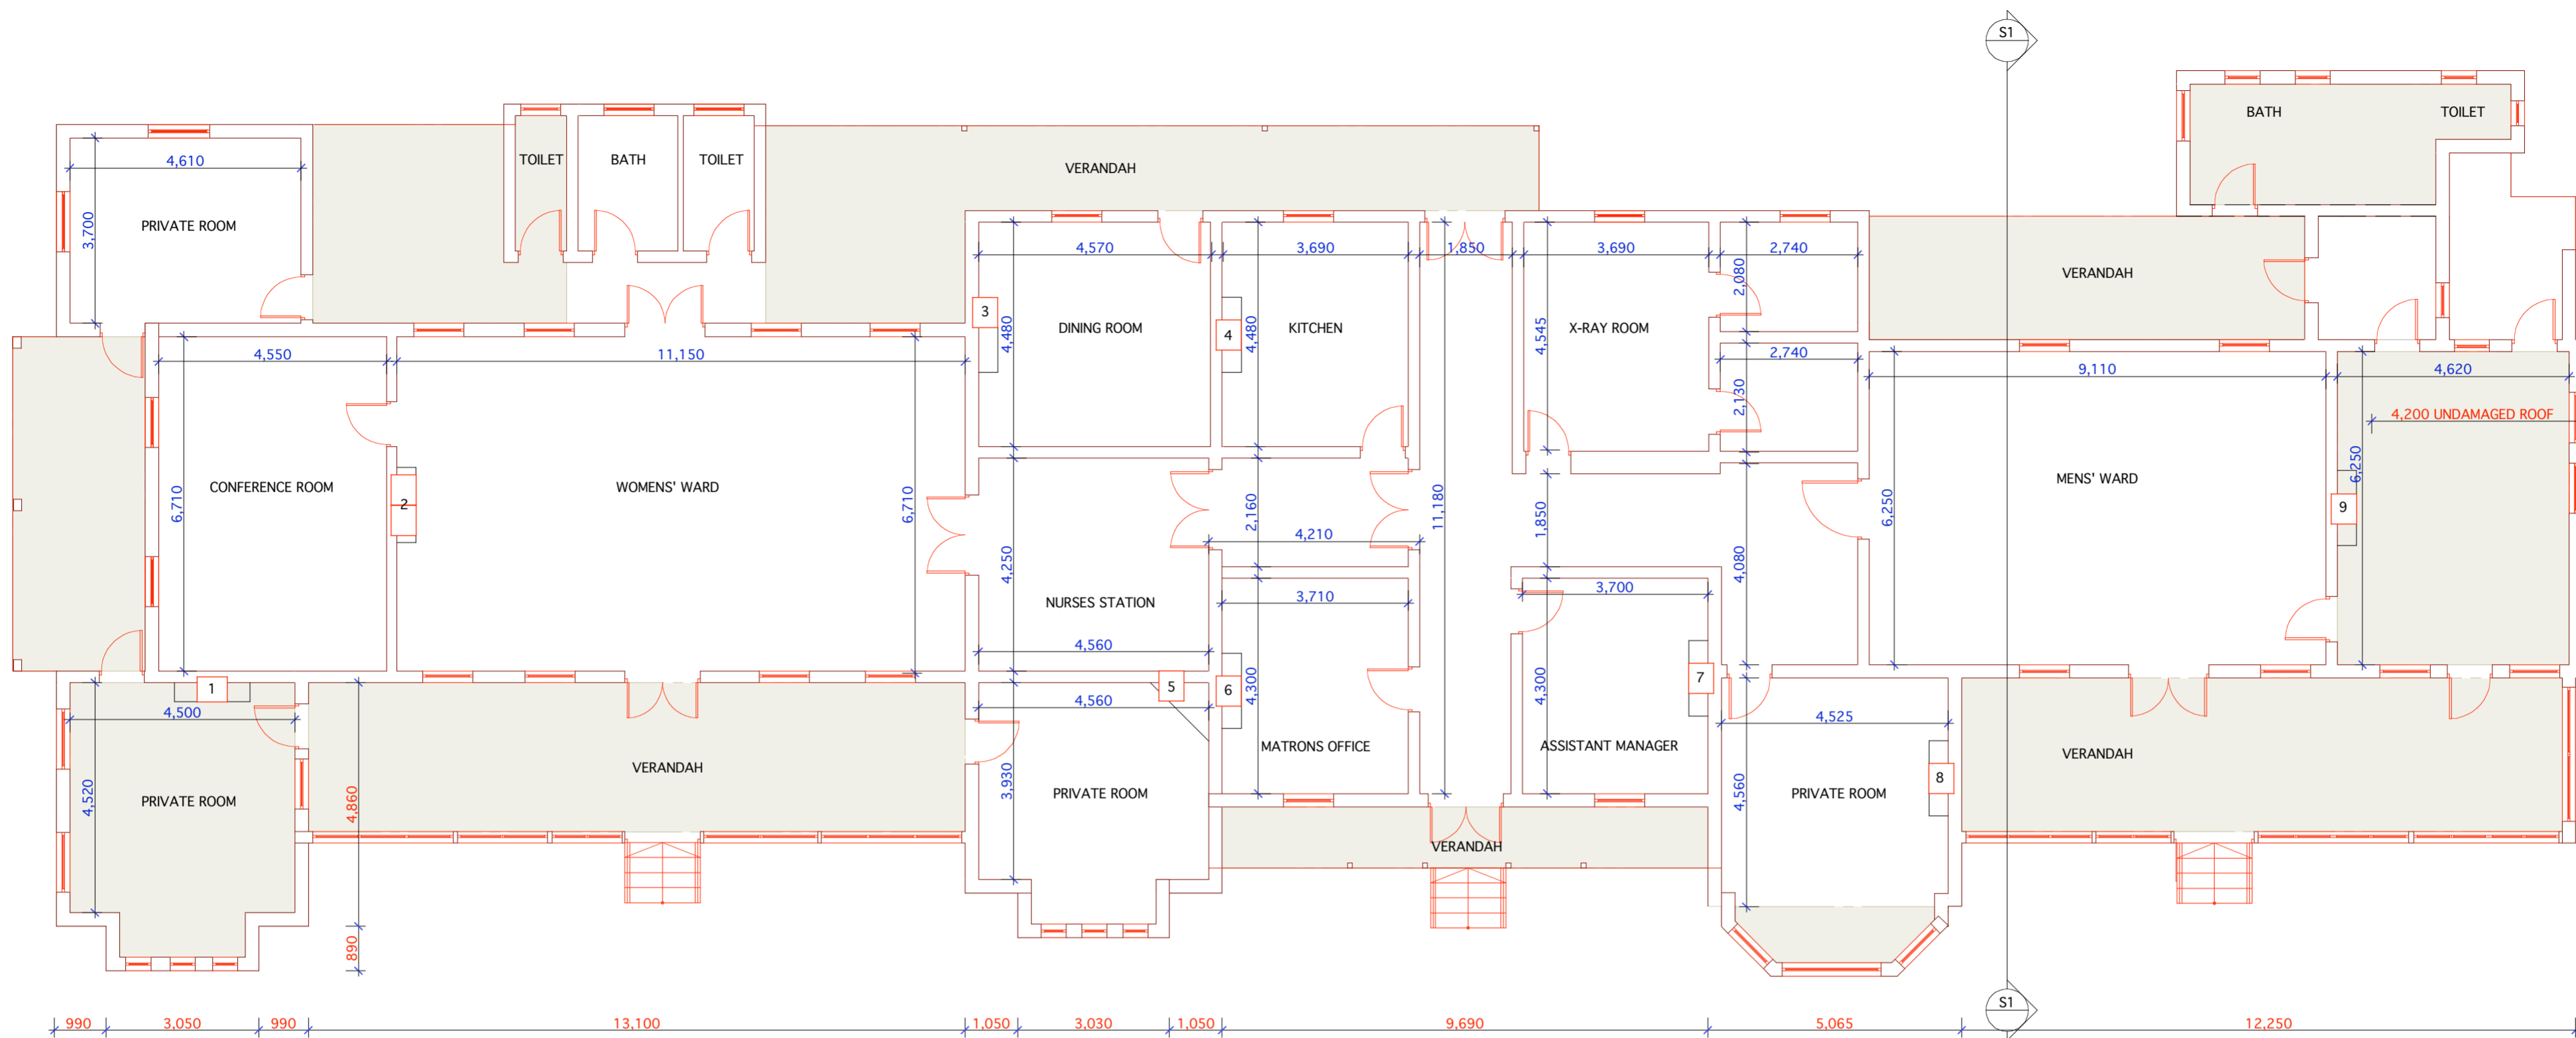 S1
BATH
TOILET
TOILET
BATH
TOILET
4,610
VERANDAH
3,700
PRIVATE ROOM
4,570
3,690
1,850
3,690
2,740
2,080
VERANDAH
3
4,480
DINING ROOM
4
4,480
KITCHEN
4,545
X-RAY ROOM
4,550
11,150
2,740
9,110
4,620
2,130
4,200 UNDAMAGED ROOF
6,250
CONFERENCE ROOM
WOMENS' WARD
MENS' WARD
6,710
2
6,710
2,160
11,180
1,850
6,250
9
4,210
4,250
4,080
NURSES STATION
3,710
3,700
4,560
1
4,500
5
4,560
6
4,300
4,300
7
4,525
MATRONS OFFICE
ASSISTANT MANAGER
VERANDAH
VERANDAH
8
4,520
PRIVATE ROOM
4,860
3,930
PRIVATE ROOM
4,560
PRIVATE ROOM
VERANDAH
890
S1
990
3,050
990
13,100
1,050
3,030
1,050
9,690
5,065
12,250